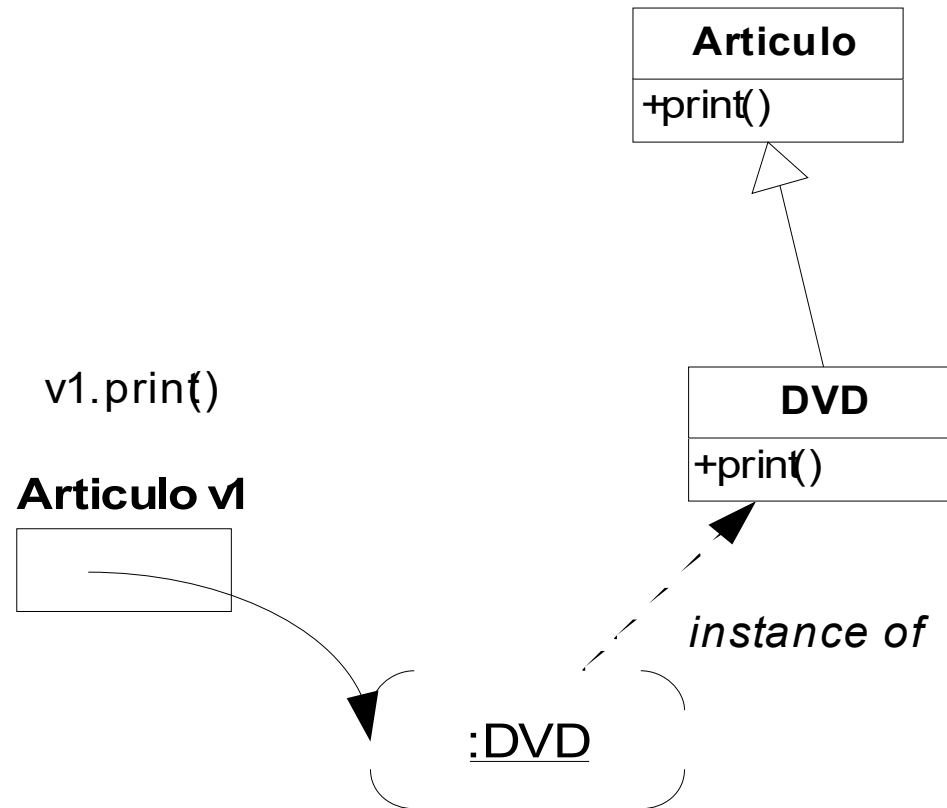 Articulo
+print()
v1.print()
DVD
+print()
Articulo v1
instance of
:DVD